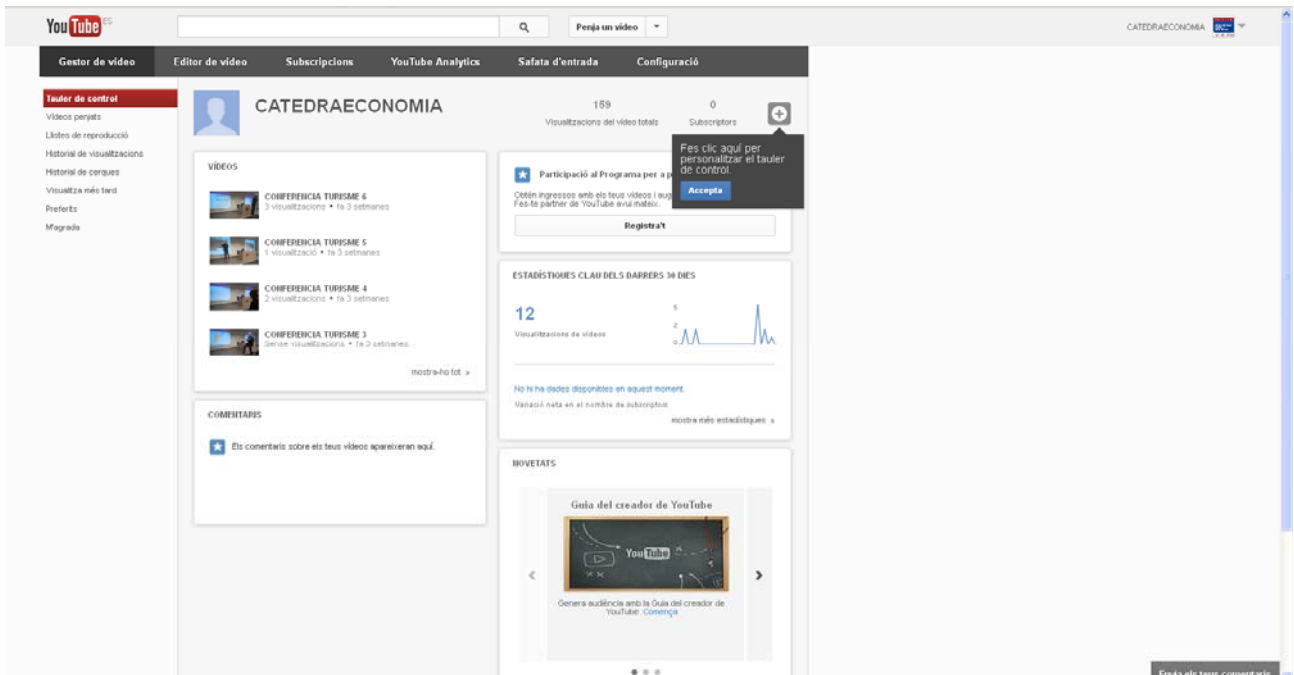 YouTube ES
Penja un vídeo
CATEDRAECONOMIA
Gestor de vídeo
Editor de vídeo
Subscripcions
YouTube Analytics
Safata d'entrada
Configuració
Tauler de control
Vídeos penjats
Llistes de reproducció
Historial de visualitzacions
Historial de cerques
Visualitza més tard
Preferits
M'agrada
CATEDRAECONOMIA
159
Visualitzacions del vídeo totals
0
Subscriptors
Fes clic aquí per
personalitzar el tauler
de control.
Accepta
VÍDEOS
CONFERENCIA TURISME 6
3 visualitzacions • fa 3 setmanes
CONFERENCIA TURISME 5
1 visualització • fa 3 setmanes
CONFERENCIA TURISME 4
2 visualitzacions • fa 3 setmanes
CONFERENCIA TURISME 3
Sense visualitzacions • fa 3 setmanes
mostra-ho tot »
COMENTARIS
Els comentaris sobre els teus vídeos apareixeran aquí.
Participació al Programa per a p
Obtén ingressos amb els teus vídeos i aug
Fes-te partner de YouTube avui mateix.
Registra't
ESTADÍSTIQUES CLAU DELS DARRERS 30 DIES
12
Visualitzacions de vídeos
5
2
0
No hi ha dades disponibles en aquest moment.
Variació neta en el nombre de subscriptors
mostra més estadístiques »
NOVETATS
Guia del creador de YouTube
YouTube
Genera audiència amb la Guia del creador de
YouTube. Comença
Envia els teus comentaris